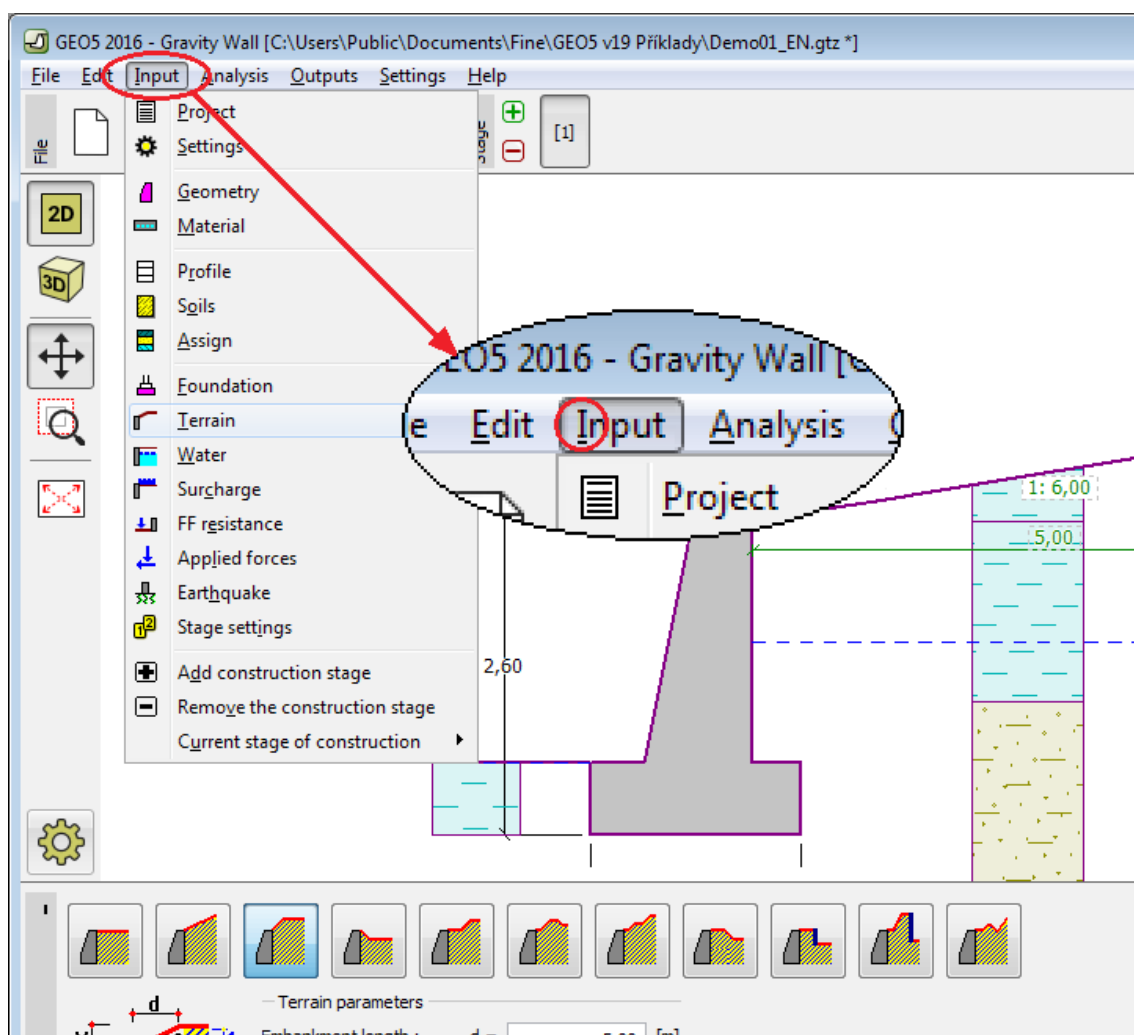 GEO5 2016 - Gravity Wall [C:\Users\Public\Documents\Fine\GEO5 v19 Příklady\Demo01_EN.gtz *]
File Edit Input Analysis Outputs Settings Help
File
Project
Settings
Geometry
Material
Profile
Soils
Assign
Foundation
Terrain
Water
Surcharge
FF resistance
Applied forces
Earthquake
Stage settings
Add construction stage
Remove the construction stage
Current stage of construction
[1]
2D
3D
EO5 2016 - Gravity Wall [
e Edit Input Analysis
Project
1: 6,00
5,00
2,60
d
Terrain parameters
Embankment length : d = 5,00 [m]